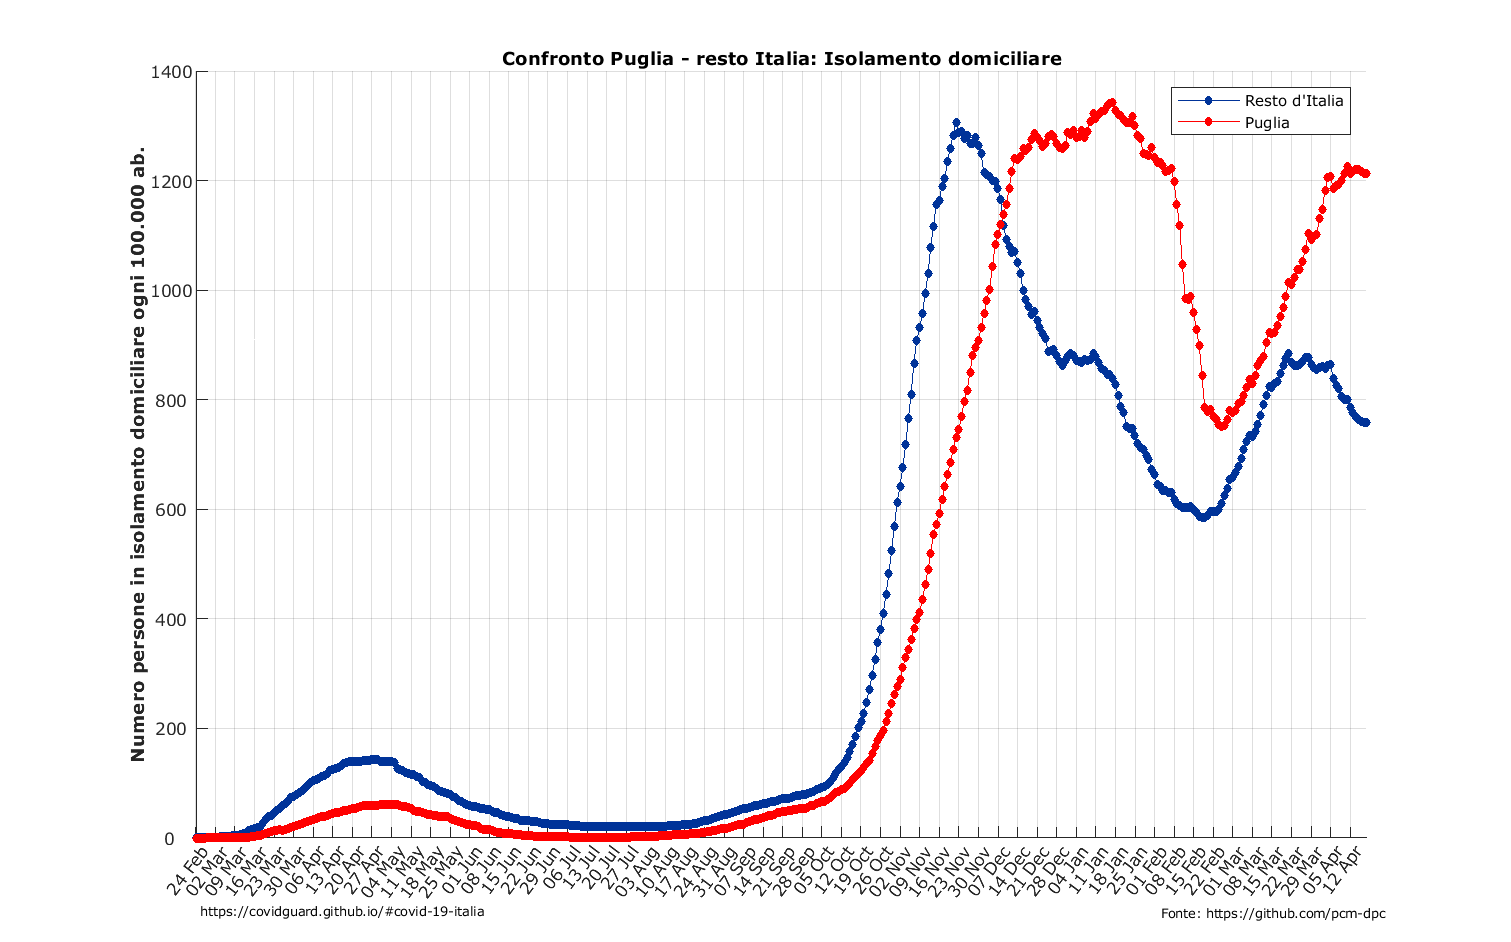 Confronto Puglia - resto Italia: Isolamento domiciliare
Numero persone in isolamento domiciliare ogni 100.000 ab.
1400
1200
1000
800
600
400
200
0
Resto d'Italia
Puglia
24 Feb
02 Mar
09 Mar
16 Mar
23 Mar
30 Mar
06 Apr
13 Apr
20 Apr
27 Apr
04 May
11 May
18 May
25 May
01 Jun
08 Jun
15 Jun
22 Jun
29 Jun
06 Jul
13 Jul
20 Jul
27 Jul
03 Aug
10 Aug
17 Aug
24 Aug
31 Aug
07 Sep
14 Sep
21 Sep
28 Sep
05 Oct
12 Oct
19 Oct
26 Oct
02 Nov
09 Nov
16 Nov
23 Nov
30 Nov
07 Dec
14 Dec
21 Dec
28 Dec
04 Jan
11 Jan
18 Jan
25 Jan
01 Feb
08 Feb
15 Feb
22 Feb
01 Mar
08 Mar
15 Mar
22 Mar
29 Mar
05 Apr
12 Apr
https://covidguard.github.io/#covid-19-italia
Fonte: https://github.com/pcm-dpc